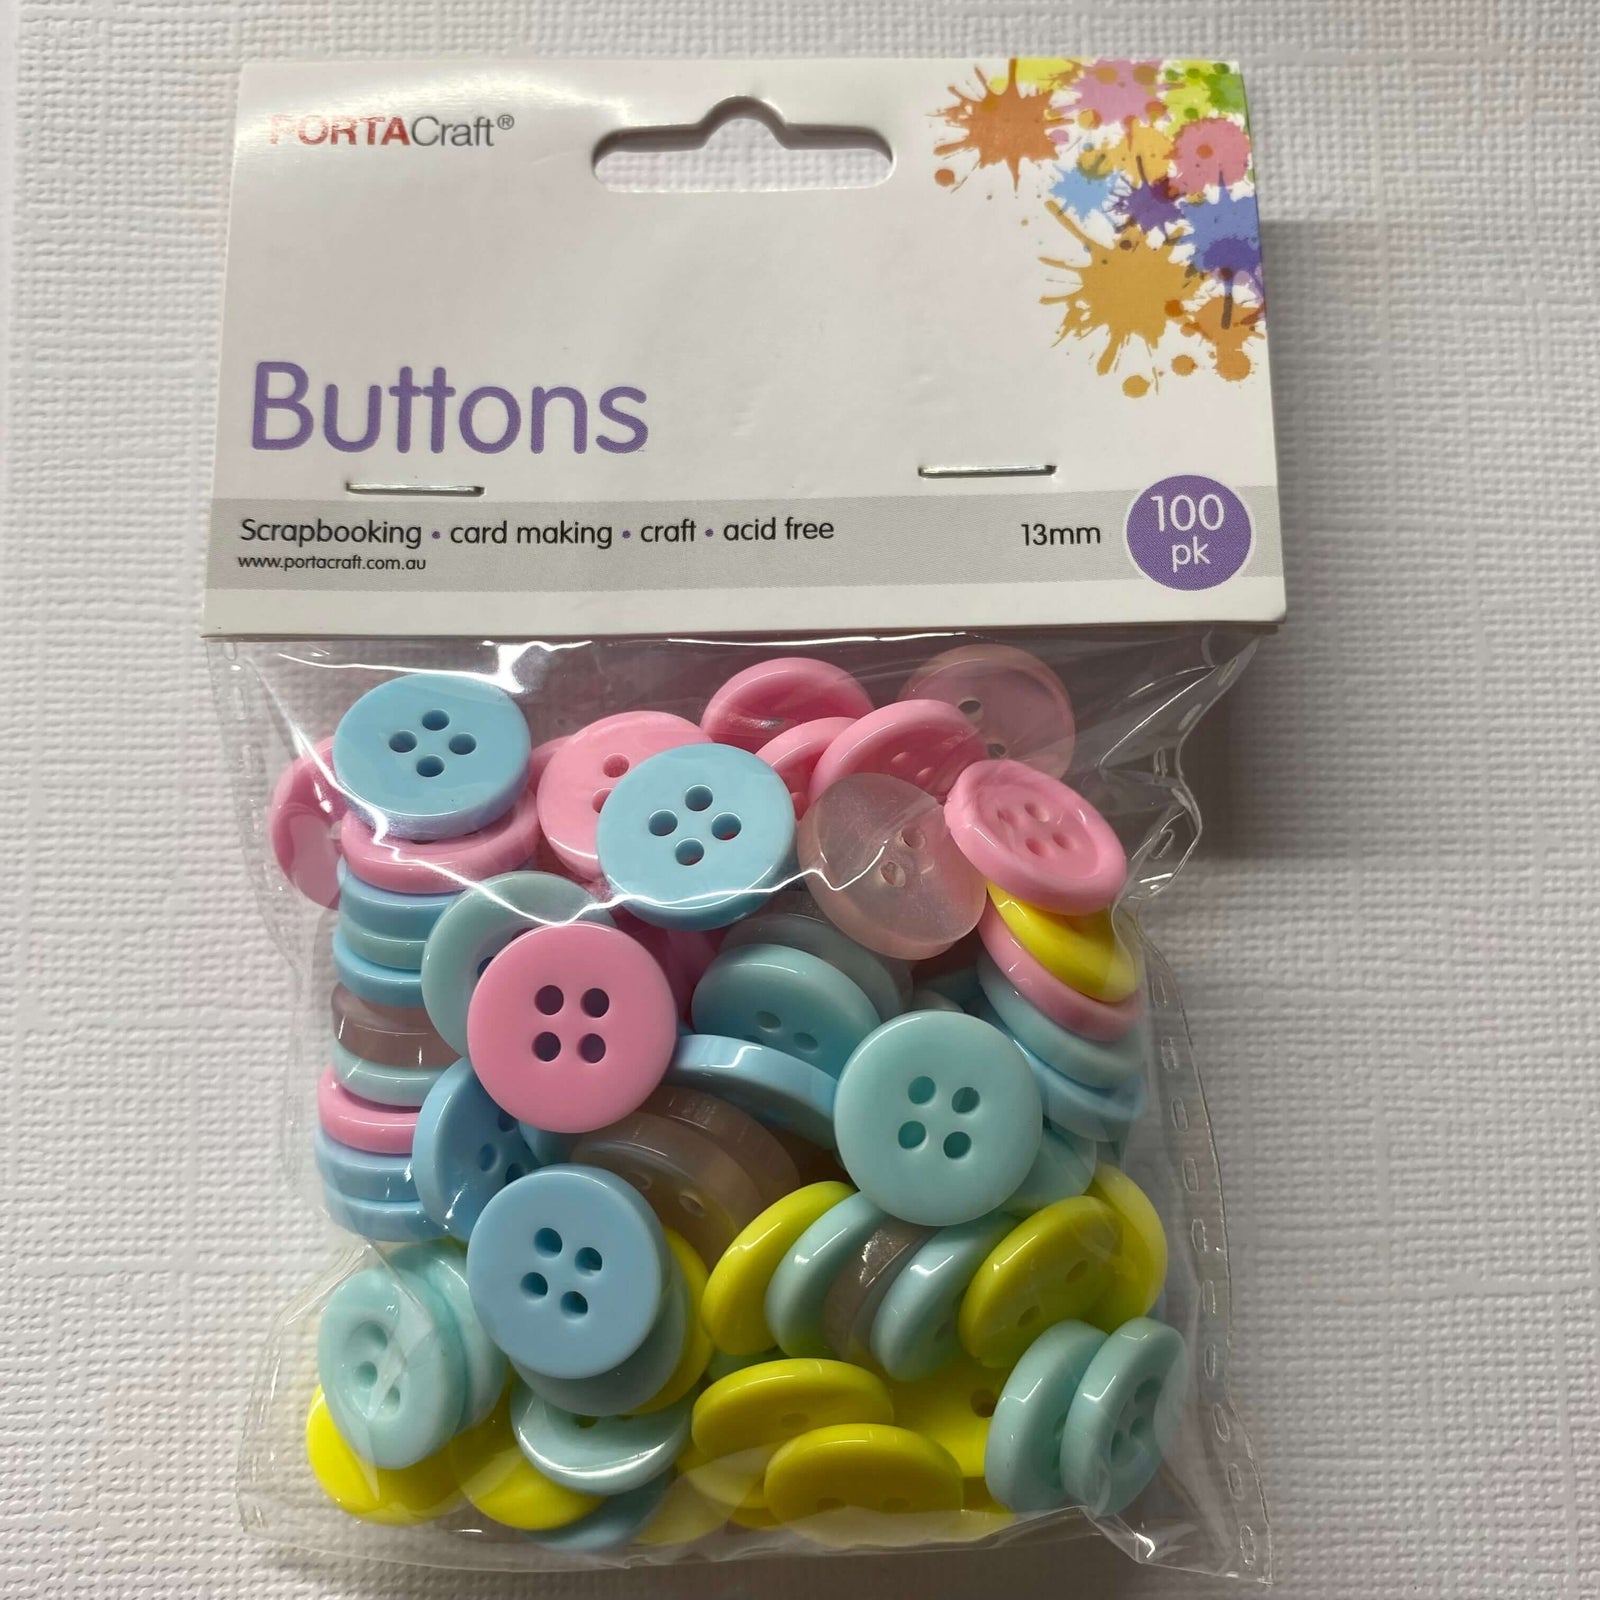 PORTACraft®
Buttons
Scrapbooking • card making • craft • acid free
www.portacraft.com.au
13mm
100
pk